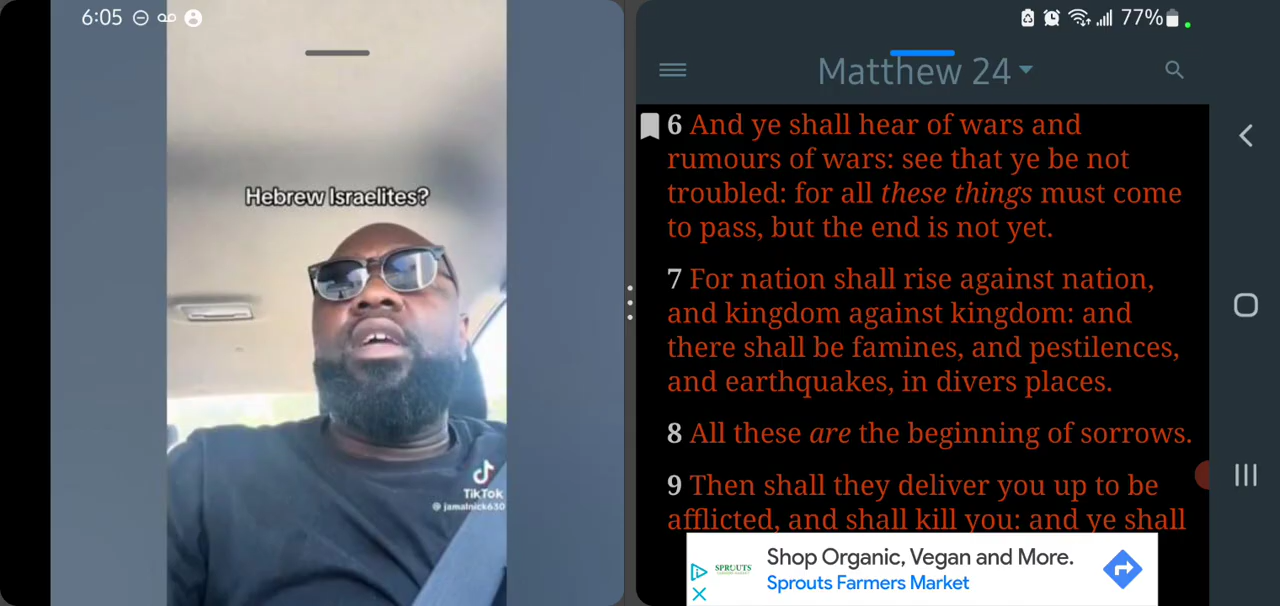 6:05
Hebrew Israelites?
TikTok
@jamalnick630
77%
Matthew 24
6 And ye shall hear of wars and
rumours of wars: see that ye be not
troubled: for all these things must come
to pass, but the end is not yet.
7 For nation shall rise against nation,
and kingdom against kingdom: and
there shall be famines, and pestilences,
and earthquakes, in divers places.
8 All these are the beginning of sorrows.
9 Then shall they deliver you up to be
afflicted, and shall kill you: and ye shall
SPROUTS
Shop Organic, Vegan and More.
Sprouts Farmers Market